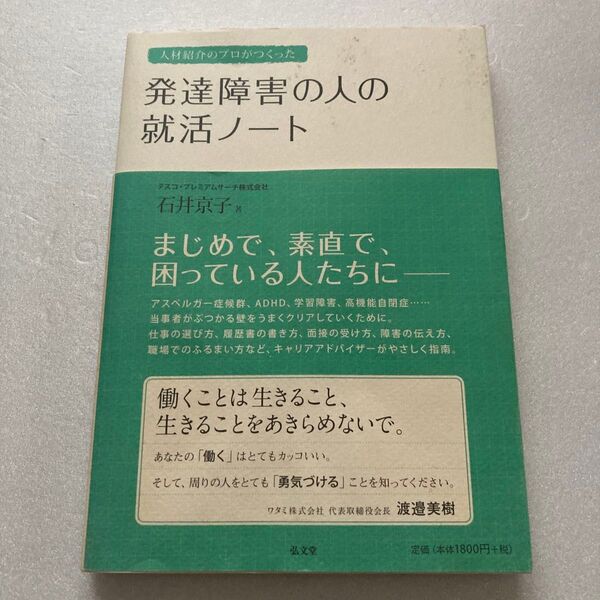 人材紹介のプロがつくった
発達障害の人の
就活ノート
テスコ・プレミアムサーチ株式会社
石井京子 著
まじめで、素直で、
困っている人たちに――
アスペルガー症候群、ADHD、学習障害、高機能自閉症……
当事者がぶつかる壁をうまくクリアしていくために。
仕事の選び方、履歴書の書き方、面接の受け方、障害の伝え方、
職場でのふるまい方など、キャリアアドバイザーがやさしく指南。
働くことは生きること、
生きることをあきらめないで。
あなたの「働く」はとてもカッコいい。
そして、周りの人をとても「勇気づける」ことを知ってください。
ワタミ株式会社 代表取締役会長 渡邉美樹
弘文堂
定価（本体1800円＋税）